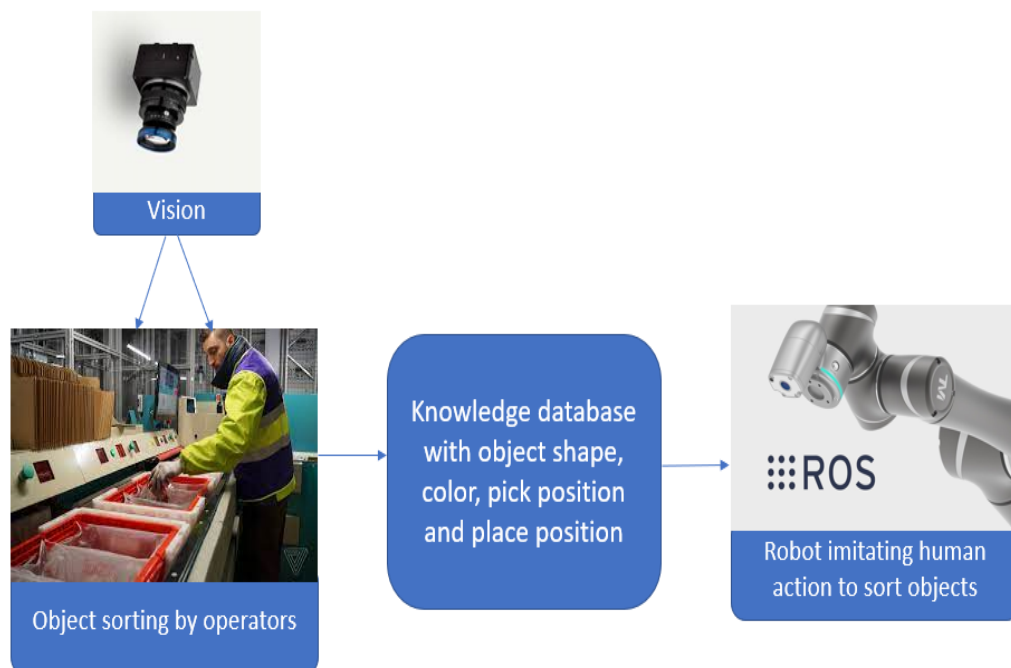 Vision
Object sorting by operators
Knowledge database
with object shape,
color, pick position
and place position
TM
ROS
Robot imitating human
action to sort objects